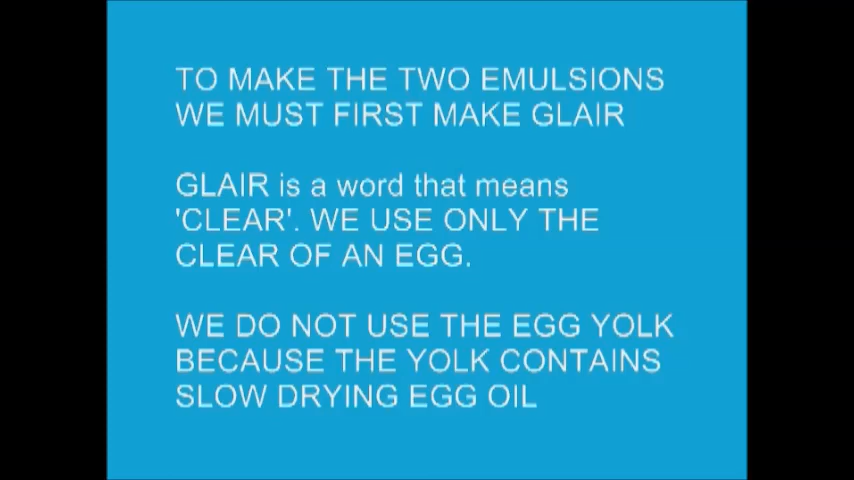 TO MAKE THE TWO EMULSIONS
WE MUST FIRST MAKE GLAIR
GLAIR is a word that means
'CLEAR'. WE USE ONLY THE
CLEAR OF AN EGG.
WE DO NOT USE THE EGG YOLK
BECAUSE THE YOLK CONTAINS
SLOW DRYING EGG OIL